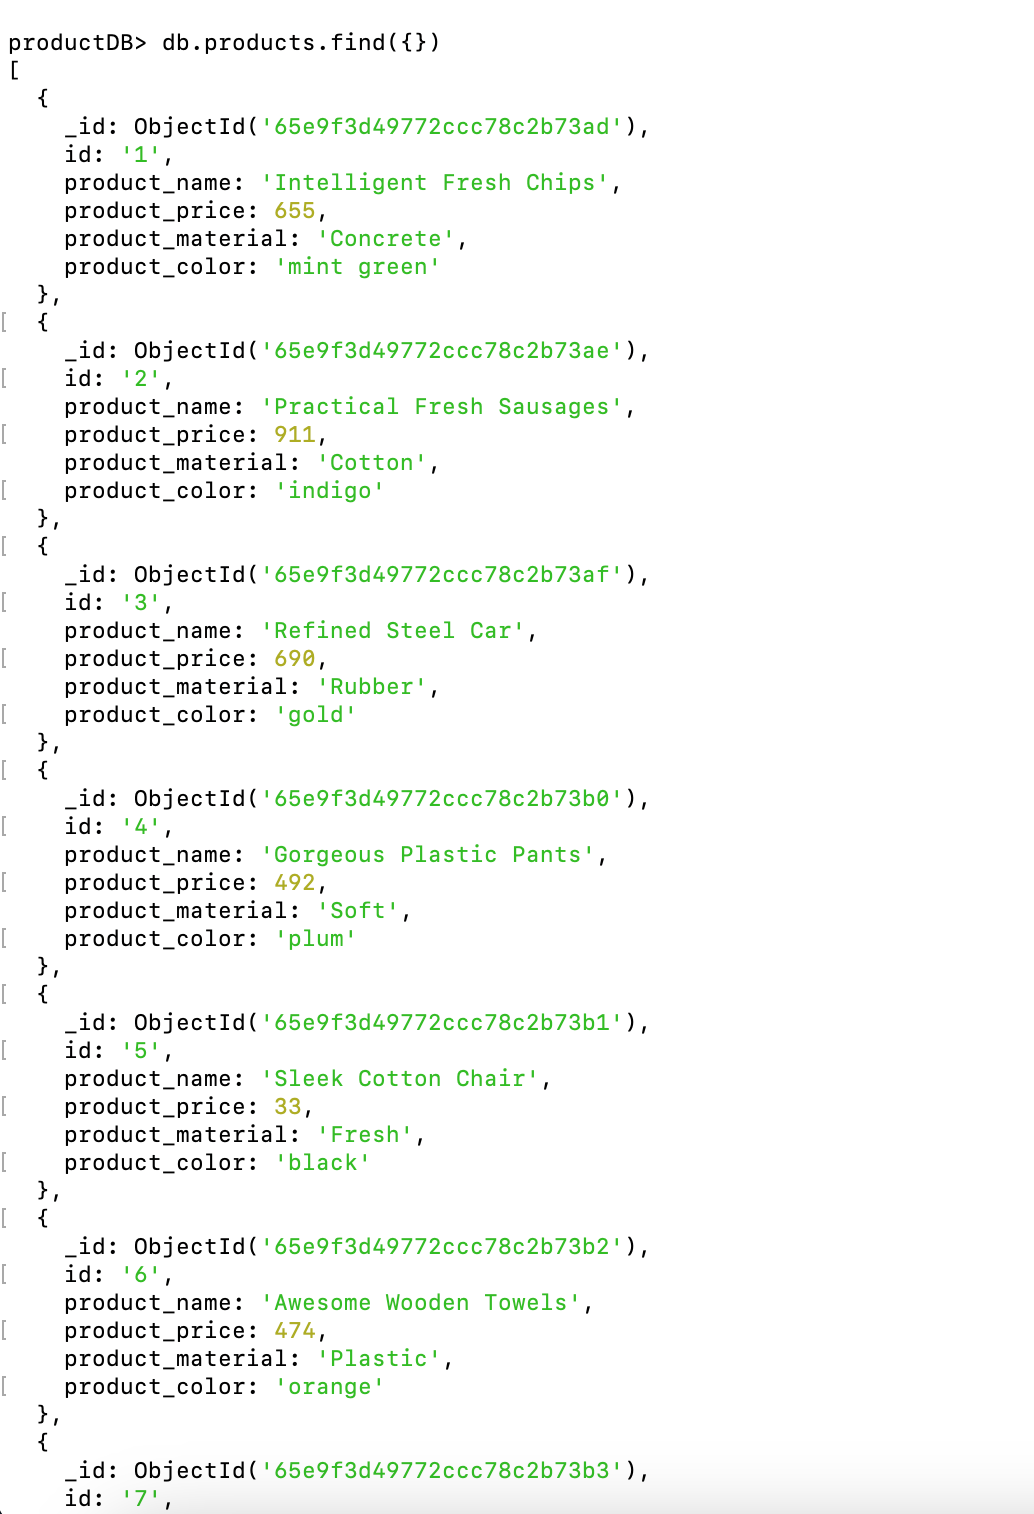 productDB> db.products.find({})
[
  {
    _id: ObjectId('65e9f3d49772ccc78c2b73ad'),
    id: '1',
    product_name: 'Intelligent Fresh Chips',
    product_price: 655,
    product_material: 'Concrete',
    product_color: 'mint green'
  },
  {
    _id: ObjectId('65e9f3d49772ccc78c2b73ae'),
    id: '2',
    product_name: 'Practical Fresh Sausages',
    product_price: 911,
    product_material: 'Cotton',
    product_color: 'indigo'
  },
  {
    _id: ObjectId('65e9f3d49772ccc78c2b73af'),
    id: '3',
    product_name: 'Refined Steel Car',
    product_price: 690,
    product_material: 'Rubber',
    product_color: 'gold'
  },
  {
    _id: ObjectId('65e9f3d49772ccc78c2b73b0'),
    id: '4',
    product_name: 'Gorgeous Plastic Pants',
    product_price: 492,
    product_material: 'Soft',
    product_color: 'plum'
  },
  {
    _id: ObjectId('65e9f3d49772ccc78c2b73b1'),
    id: '5',
    product_name: 'Sleek Cotton Chair',
    product_price: 33,
    product_material: 'Fresh',
    product_color: 'black'
  },
  {
    _id: ObjectId('65e9f3d49772ccc78c2b73b2'),
    id: '6',
    product_name: 'Awesome Wooden Towels',
    product_price: 474,
    product_material: 'Plastic',
    product_color: 'orange'
  },
  {
    _id: ObjectId('65e9f3d49772ccc78c2b73b3'),
    id: '7',